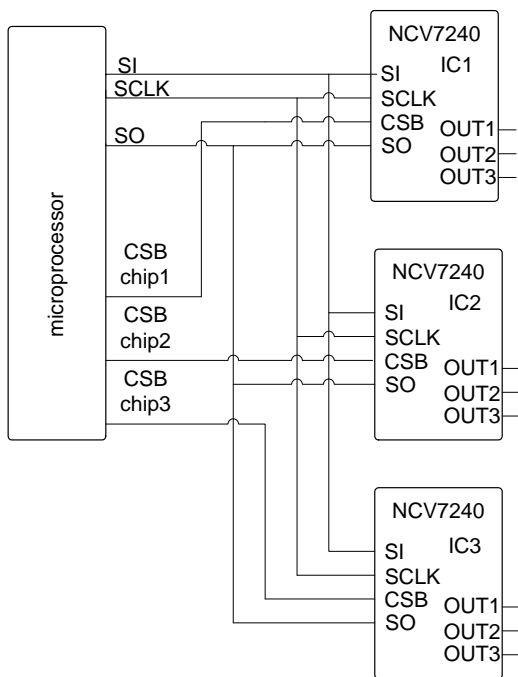 microprocessor
SI
SCLK
SO
CSB
chip1
CSB
chip2
CSB
chip3
NCV7240
IC1
SI
SCLK
CSB
SO
OUT1
OUT2
OUT3
NCV7240
IC2
SI
SCLK
CSB
SO
OUT1
OUT2
OUT3
NCV7240
IC3
SI
SCLK
CSB
SO
OUT1
OUT2
OUT3